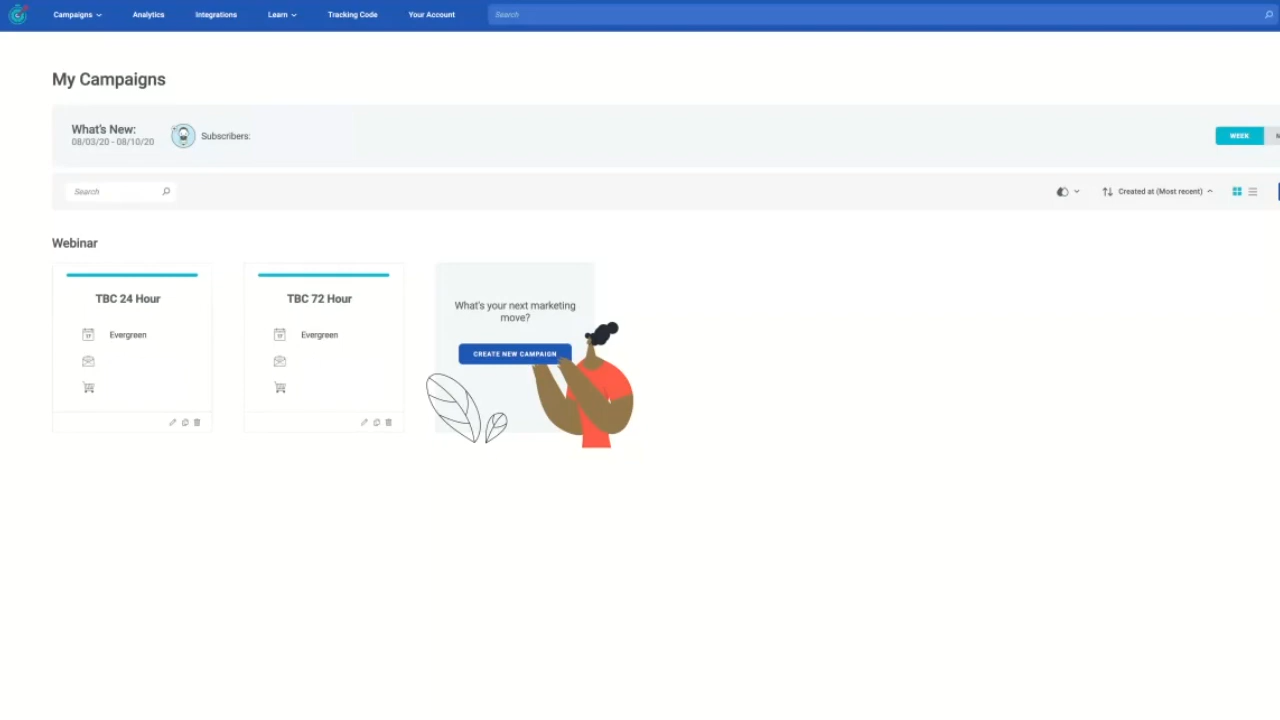 Campaigns Analytics Integrations Learn Tracking Code Your Account Search
My Campaigns
What's New:
08/03/20 - 08/10/20
Subscribers:
WEEK
Search
Created at (Most recent)
Webinar
TBC 24 Hour
Evergreen
TBC 72 Hour
Evergreen
What's your next marketing
move?
CREATE NEW CAMPAIGN